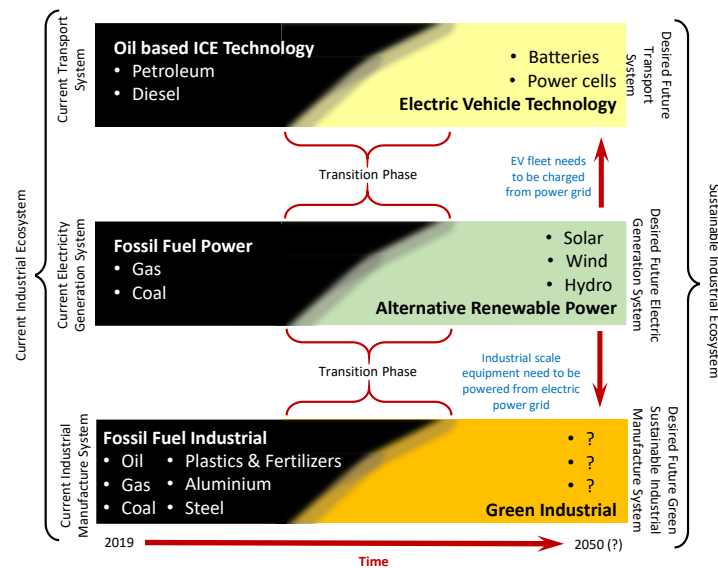 Current Industrial Ecosystem
Current Transport
System
Oil based ICE Technology
• Petroleum
• Diesel
• Batteries
• Power cells
Electric Vehicle Technology
Desired Future
Transport
System
Transition Phase
EV fleet needs
to be charged
from power grid
Current Electricity
Generation System
Fossil Fuel Power
• Gas
• Coal
• Solar
• Wind
• Hydro
Alternative Renewable Power
Desired Future Electric
Generation System
Transition Phase
Industrial scale
equipment need to be
powered from electric
power grid
Current Industrial
Manufacture System
Fossil Fuel Industrial
• Oil • Plastics & Fertilizers
• Gas • Aluminium
• Coal • Steel
• ?
• ?
• ?
Green Industrial
Desired Future Green
Sustainable Industrial
Manufacture System
Sustainable Industrial Ecosystem
2019
2050 (?)
Time